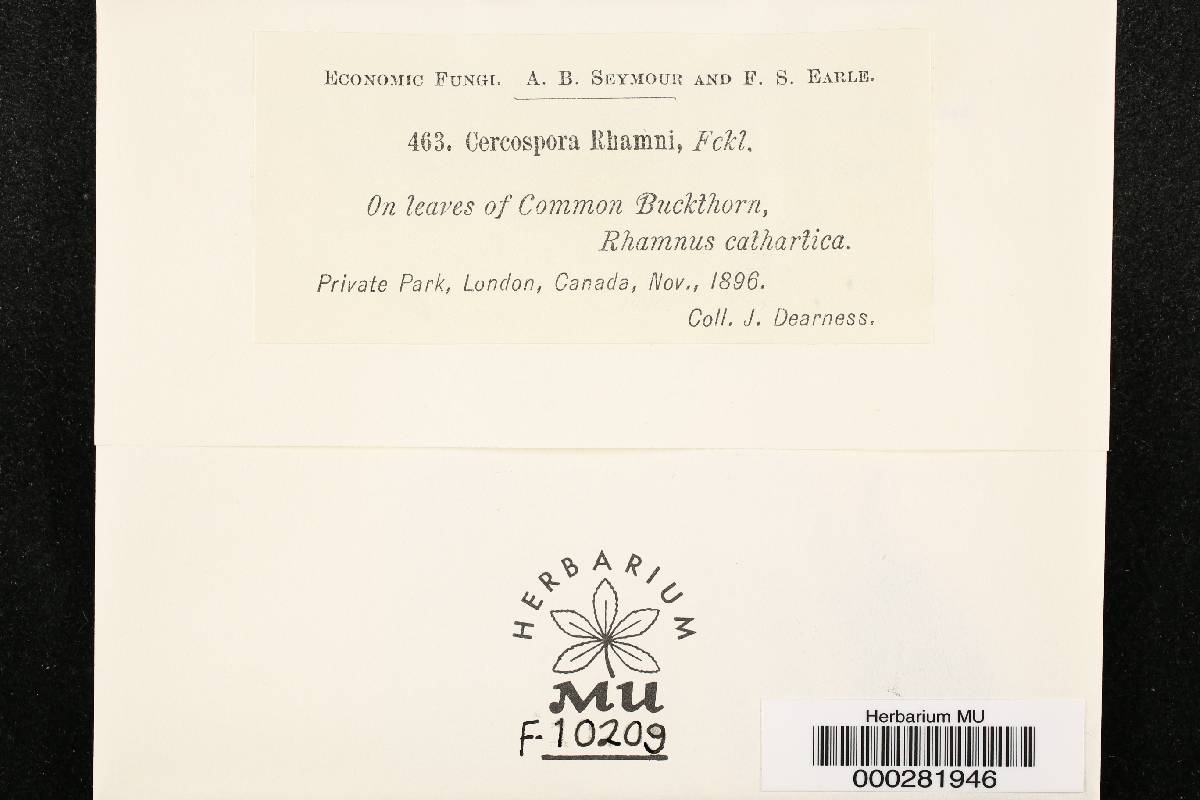 Economic Fungi. A. B. Seymour and F. S. Earle.
463. Cercospora Rhamni, Fckl.
On leaves of Common Buckthorn,
Rhamnus cathartica.
Private Park, London, Canada, Nov., 1896.
Coll. J. Dearness.
HERBARIUM
MU
F-10209
Herbarium MU
000281946